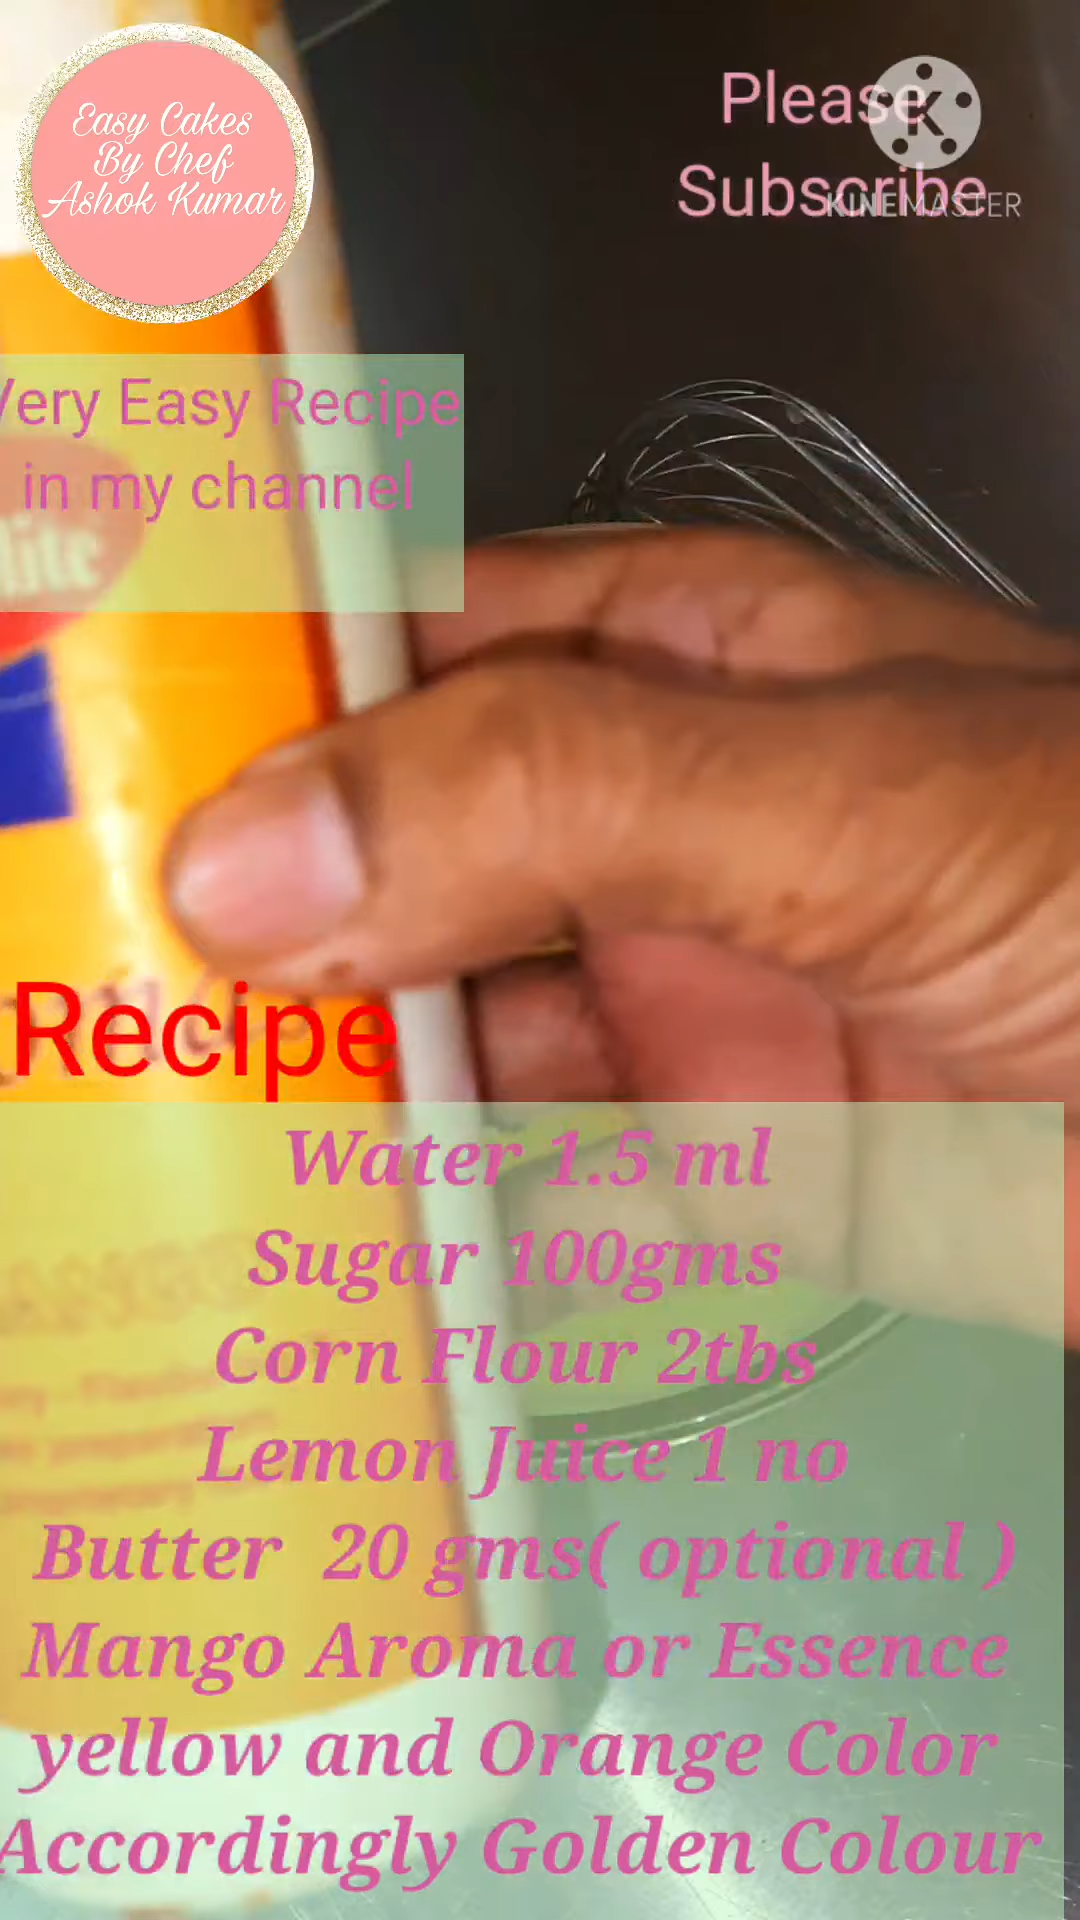 Easy Cakes
By Chef
Ashok Kumar
Please
Subscribe
KINEMASTER
Very Easy Recipe
in my channel
lite
Recipe
Water 1.5 ml
Sugar 100gms
Corn Flour 2tbs
Lemon Juice 1 no
Butter  20 gms( optional )
Mango Aroma or Essence
yellow and Orange Color
Accordingly Golden Colour